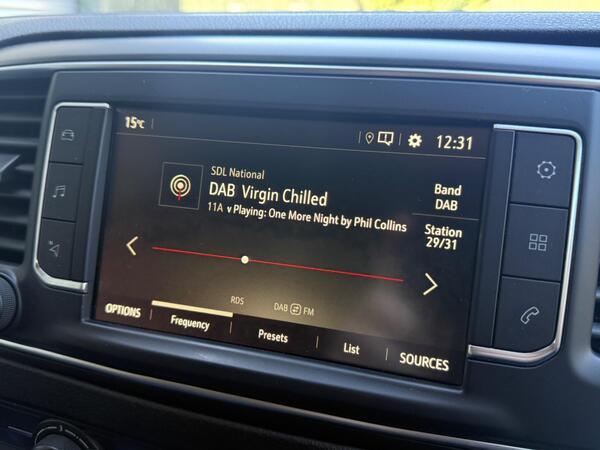 15°C
12:31
SDL National
DAB Virgin Chilled
11A v Playing: One More Night by Phil Collins
Band
DAB
Station
29/31
RDS
DAB FM
OPTIONS
Frequency
Presets
List
SOURCES